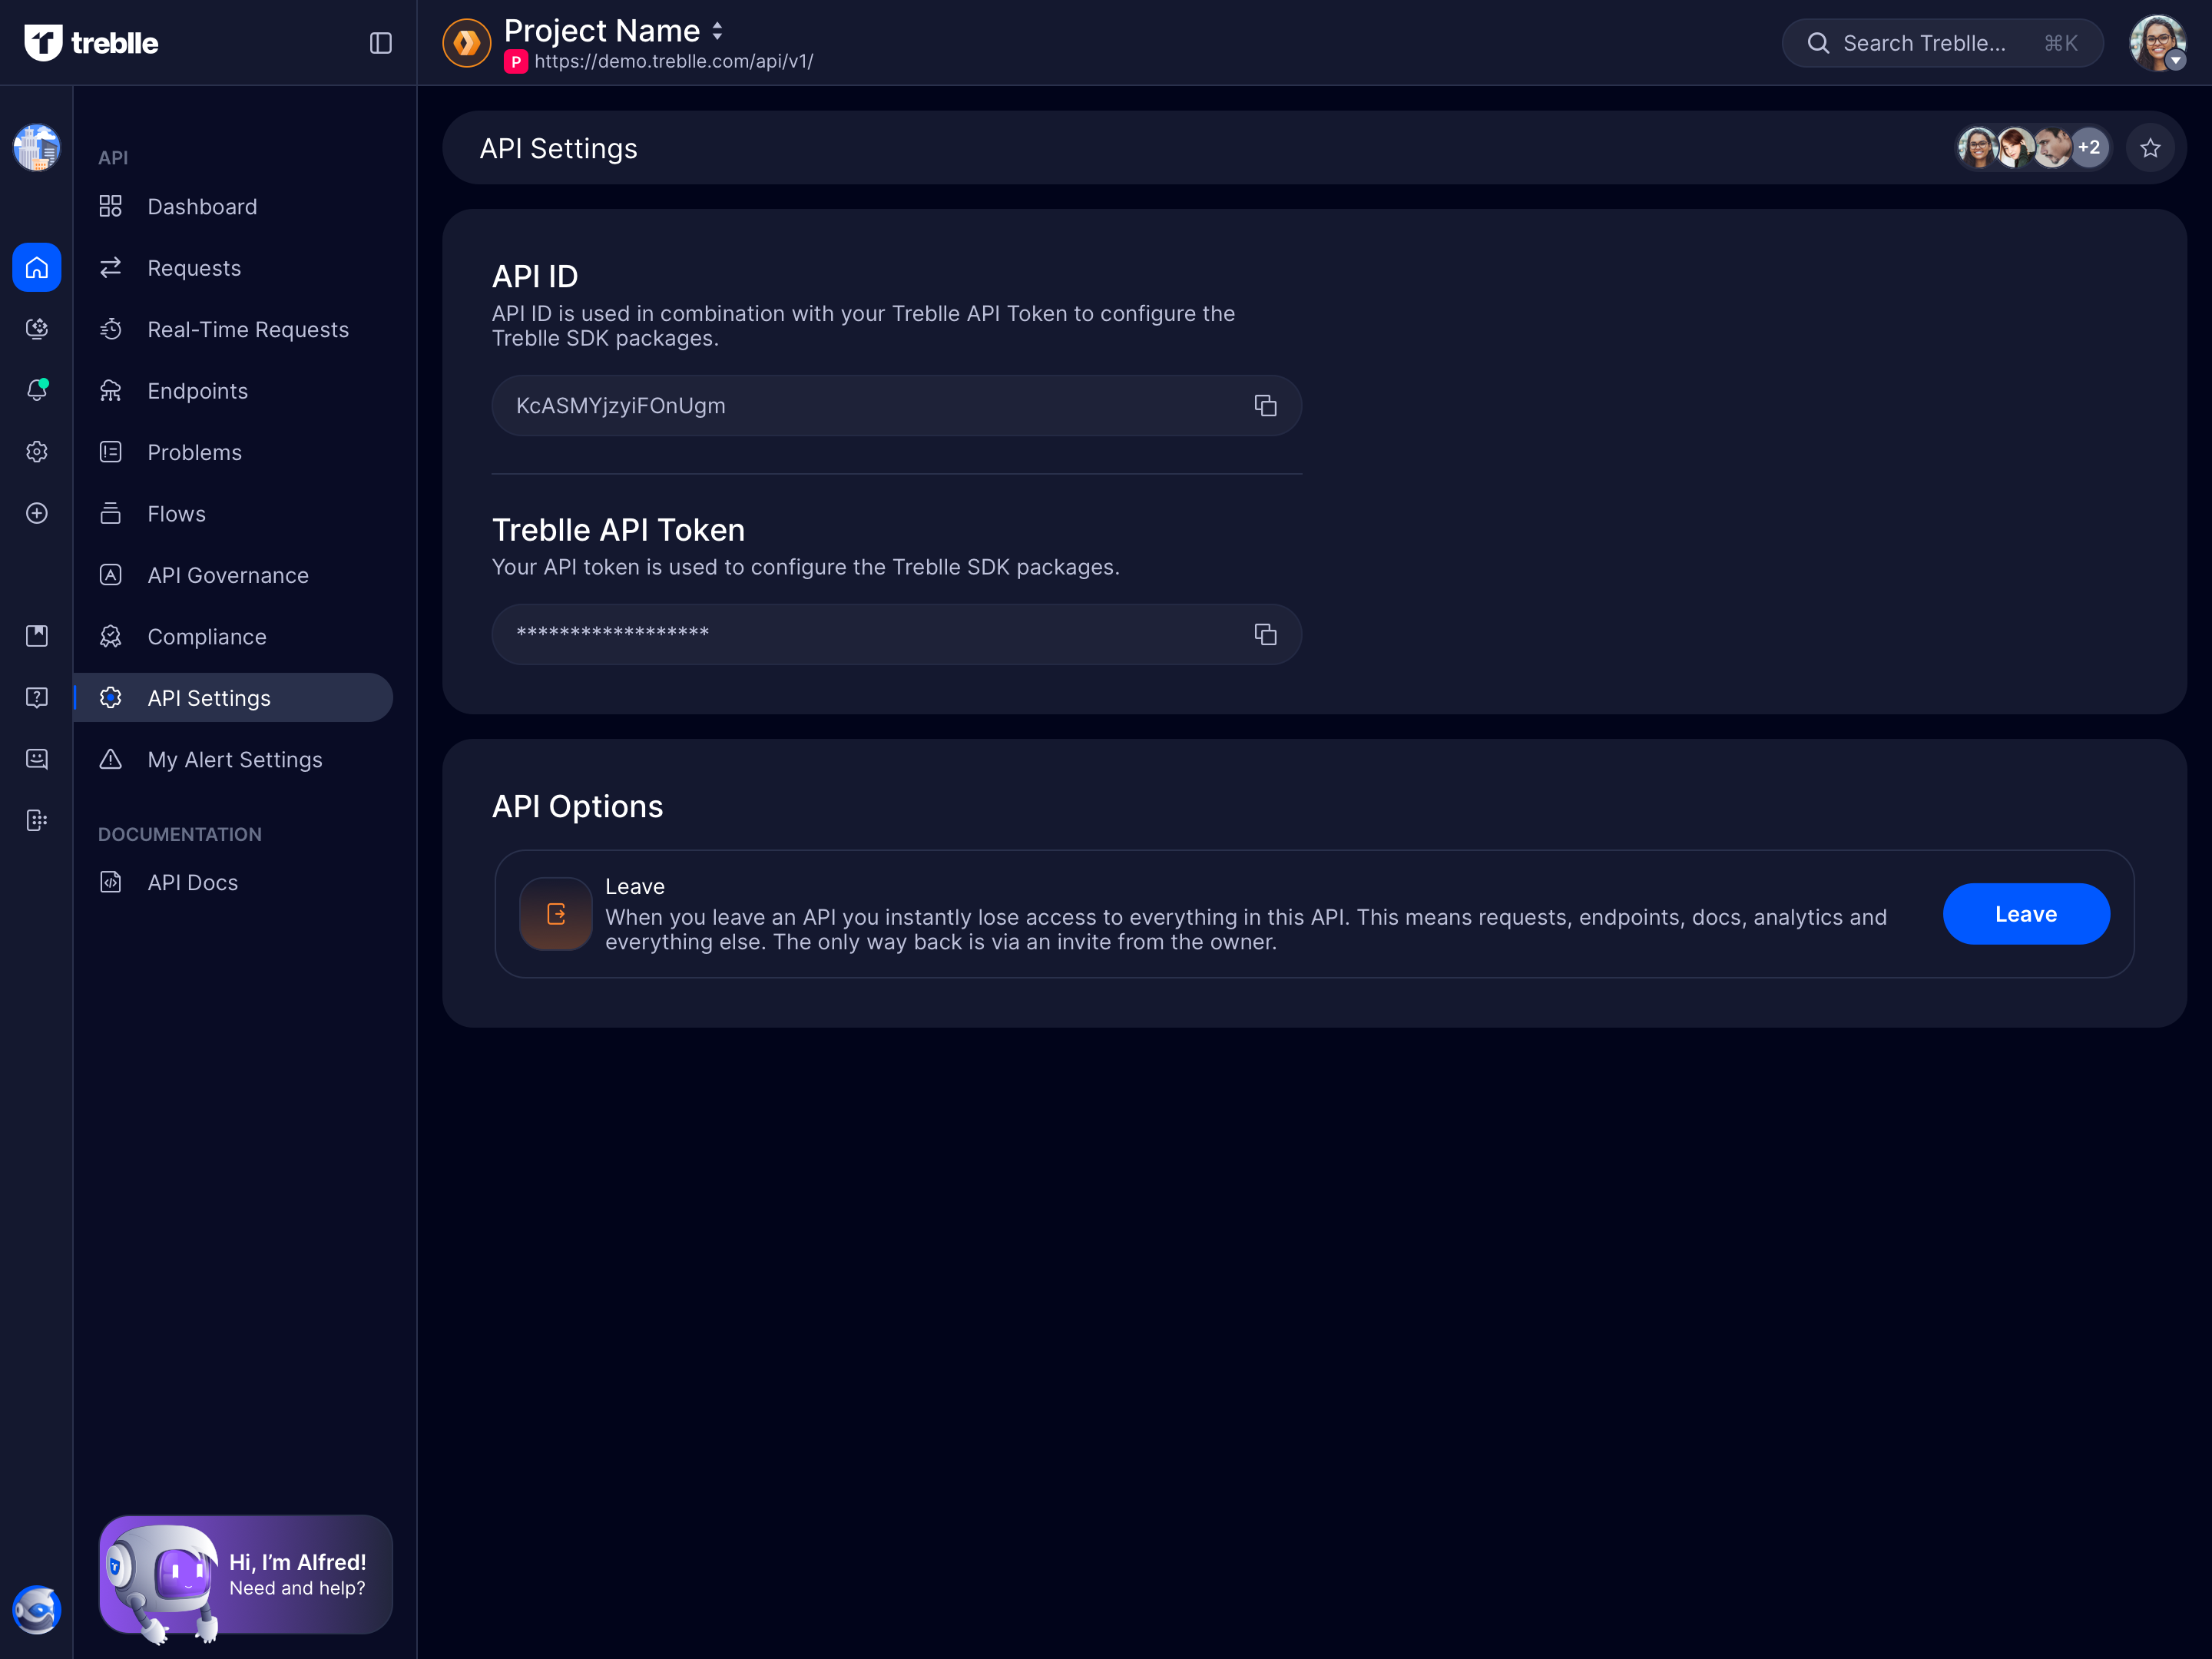 treblle
Project Name
P https://demo.treblle.com/api/v1/
Search Treblle... ⌘K
API
Dashboard
Requests
Real-Time Requests
Endpoints
Problems
Flows
API Governance
Compliance
API Settings
My Alert Settings
DOCUMENTATION
API Docs
Hi, I’m Alfred!
Need and help?
API Settings
+2
API ID
API ID is used in combination with your Treblle API Token to configure the
Treblle SDK packages.
KcASMYjzyiFOnUgm
Treblle API Token
Your API token is used to configure the Treblle SDK packages.
******************
API Options
Leave
When you leave an API you instantly lose access to everything in this API. This means requests, endpoints, docs, analytics and
everything else. The only way back is via an invite from the owner.
Leave